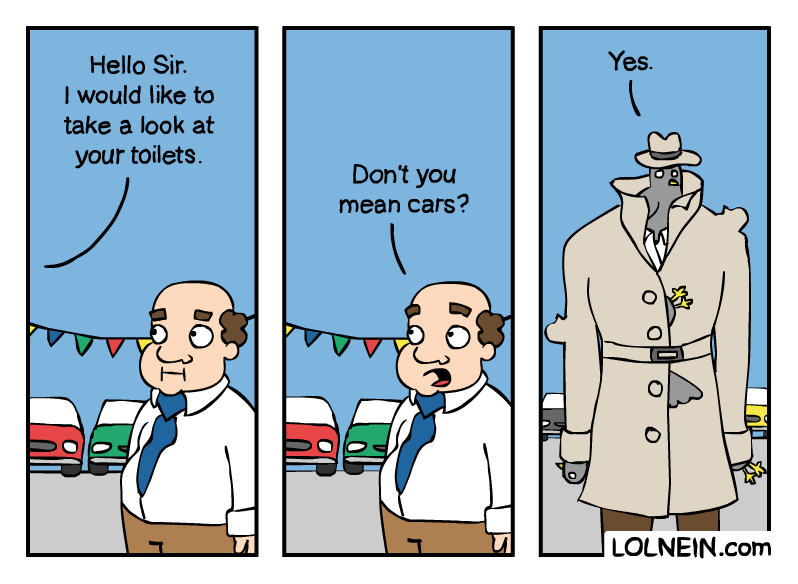 Hello Sir.
I would like to
take a look at
your toilets.
Don't you
mean cars?
Yes.
LOLNEIN.com